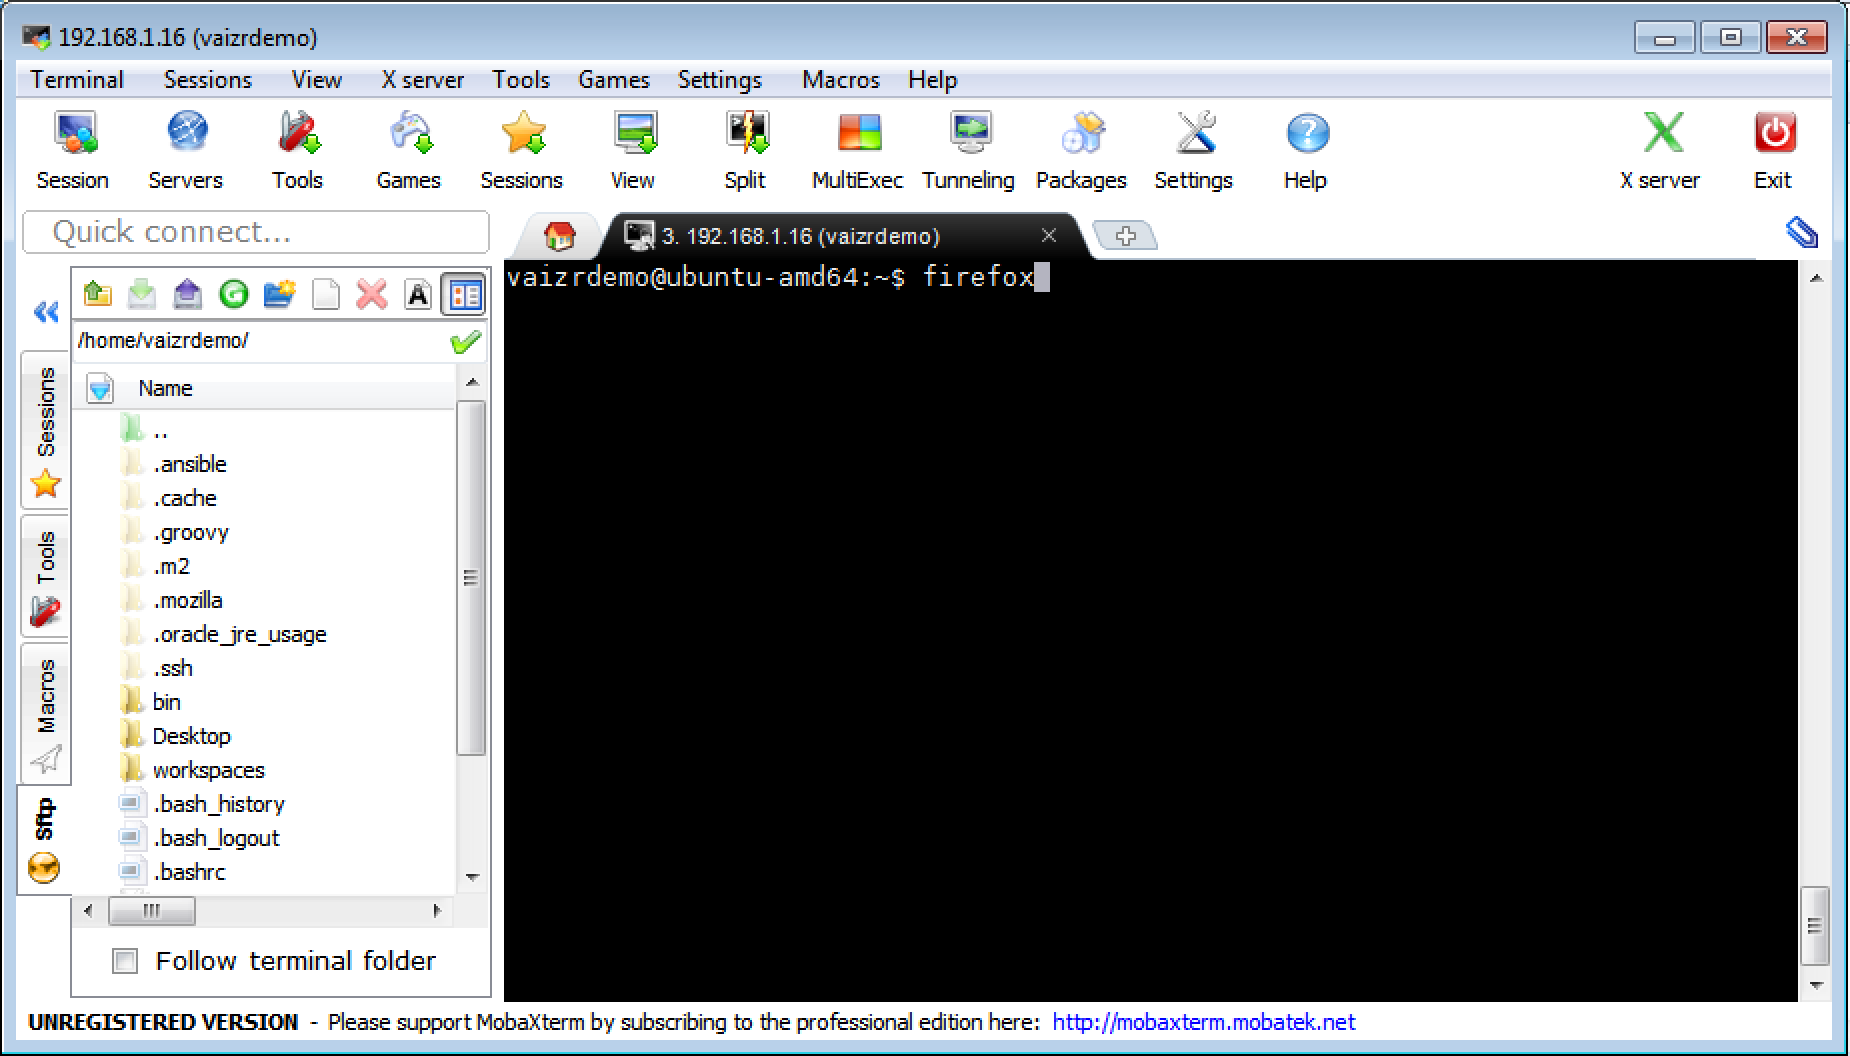 192.168.1.16 (vaizrdemo)
Terminal Sessions View X server Tools Games Settings Macros Help
Session Servers Tools Games Sessions View Split MultiExec Tunneling Packages Settings Help X server Exit
Quick connect...
3. 192.168.1.16 (vaizrdemo)
vaizrdemo@ubuntu-amd64:~$ firefox
A
/home/vaizrdemo/
Name
..
.ansible
.cache
.groovy
.m2
.mozilla
.oracle_jre_usage
.ssh
bin
Desktop
workspaces
.bash_history
.bash_logout
.bashrc
Sessions
Tools
Macros
Sftp
Follow terminal folder
UNREGISTERED VERSION - Please support MobaXterm by subscribing to the professional edition here: http://mobaxterm.mobatek.net